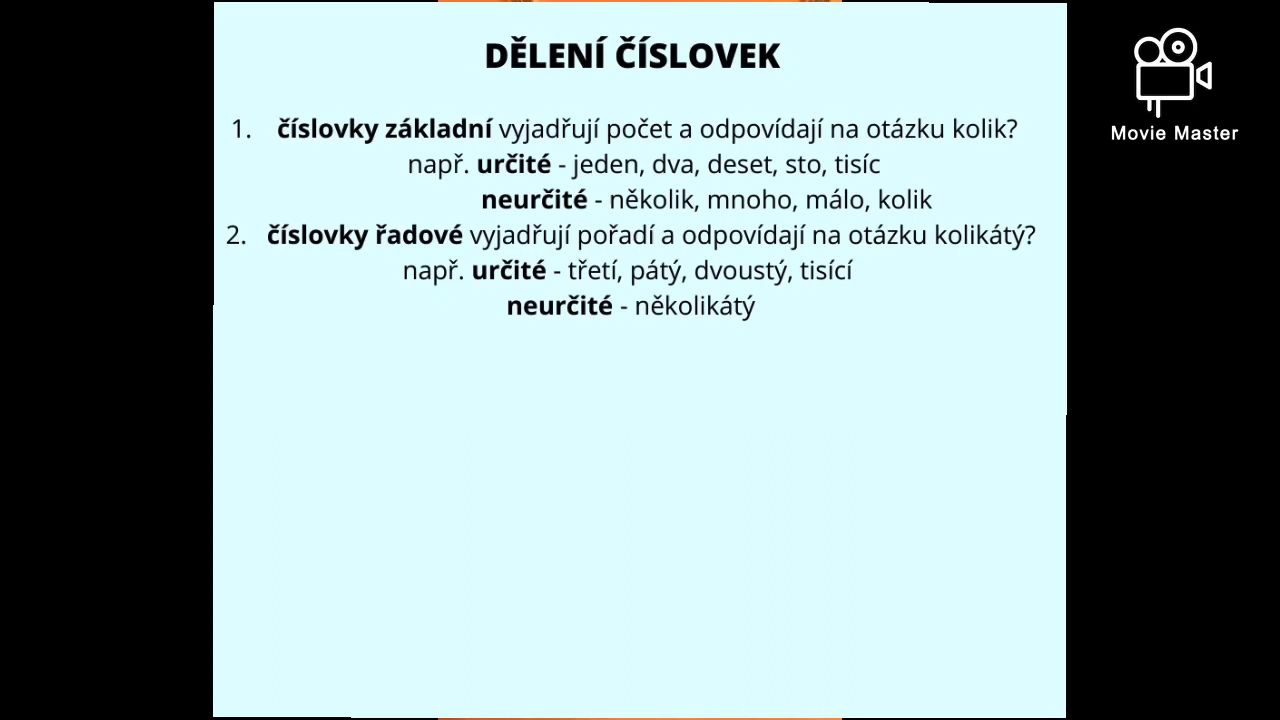 DĚLENÍ ČÍSLOVEK
1. číslovky základní vyjadřují počet a odpovídají na otázku kolik?
např. určité - jeden, dva, deset, sto, tisíc
neurčité - několik, mnoho, málo, kolik
2. číslovky řadové vyjadřují pořadí a odpovídají na otázku kolikátý?
např. určité - třetí, pátý, dvoustý, tisící
neurčité - několikátý
Movie Master